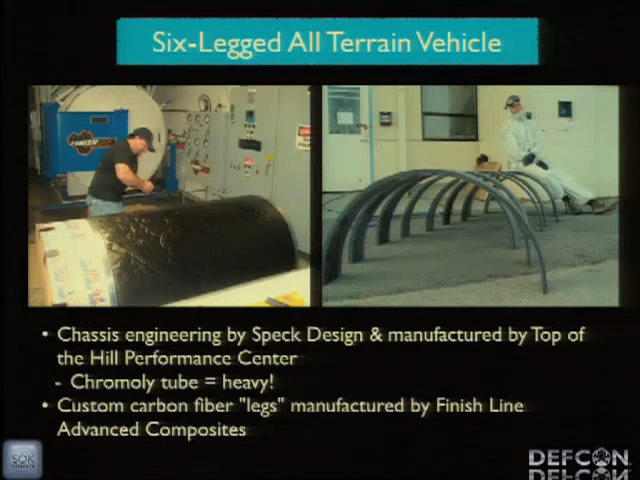 Six-Legged All Terrain Vehicle
FINISH
• Chassis engineering by Speck Design & manufactured by Top of
the Hill Performance Center
- Chromoly tube = heavy!
• Custom carbon fiber "legs" manufactured by Finish Line
Advanced Composites
SOK
DEFCON